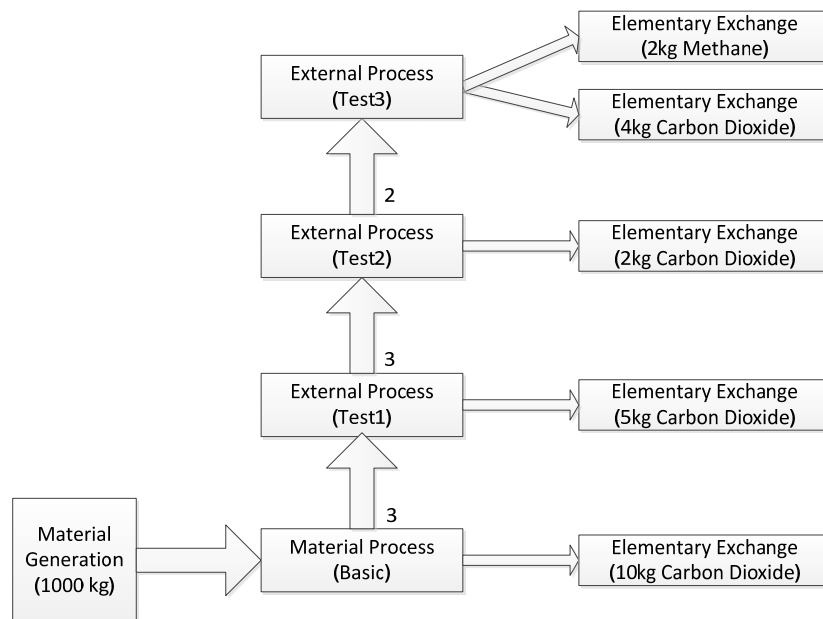 Elementary Exchange
(2kg Methane)
External Process
(Test3)
Elementary Exchange
(4kg Carbon Dioxide)
2
External Process
(Test2)
Elementary Exchange
(2kg Carbon Dioxide)
3
External Process
(Test1)
Elementary Exchange
(5kg Carbon Dioxide)
3
Material
Generation
(1000 kg)
Material Process
(Basic)
Elementary Exchange
(10kg Carbon Dioxide)